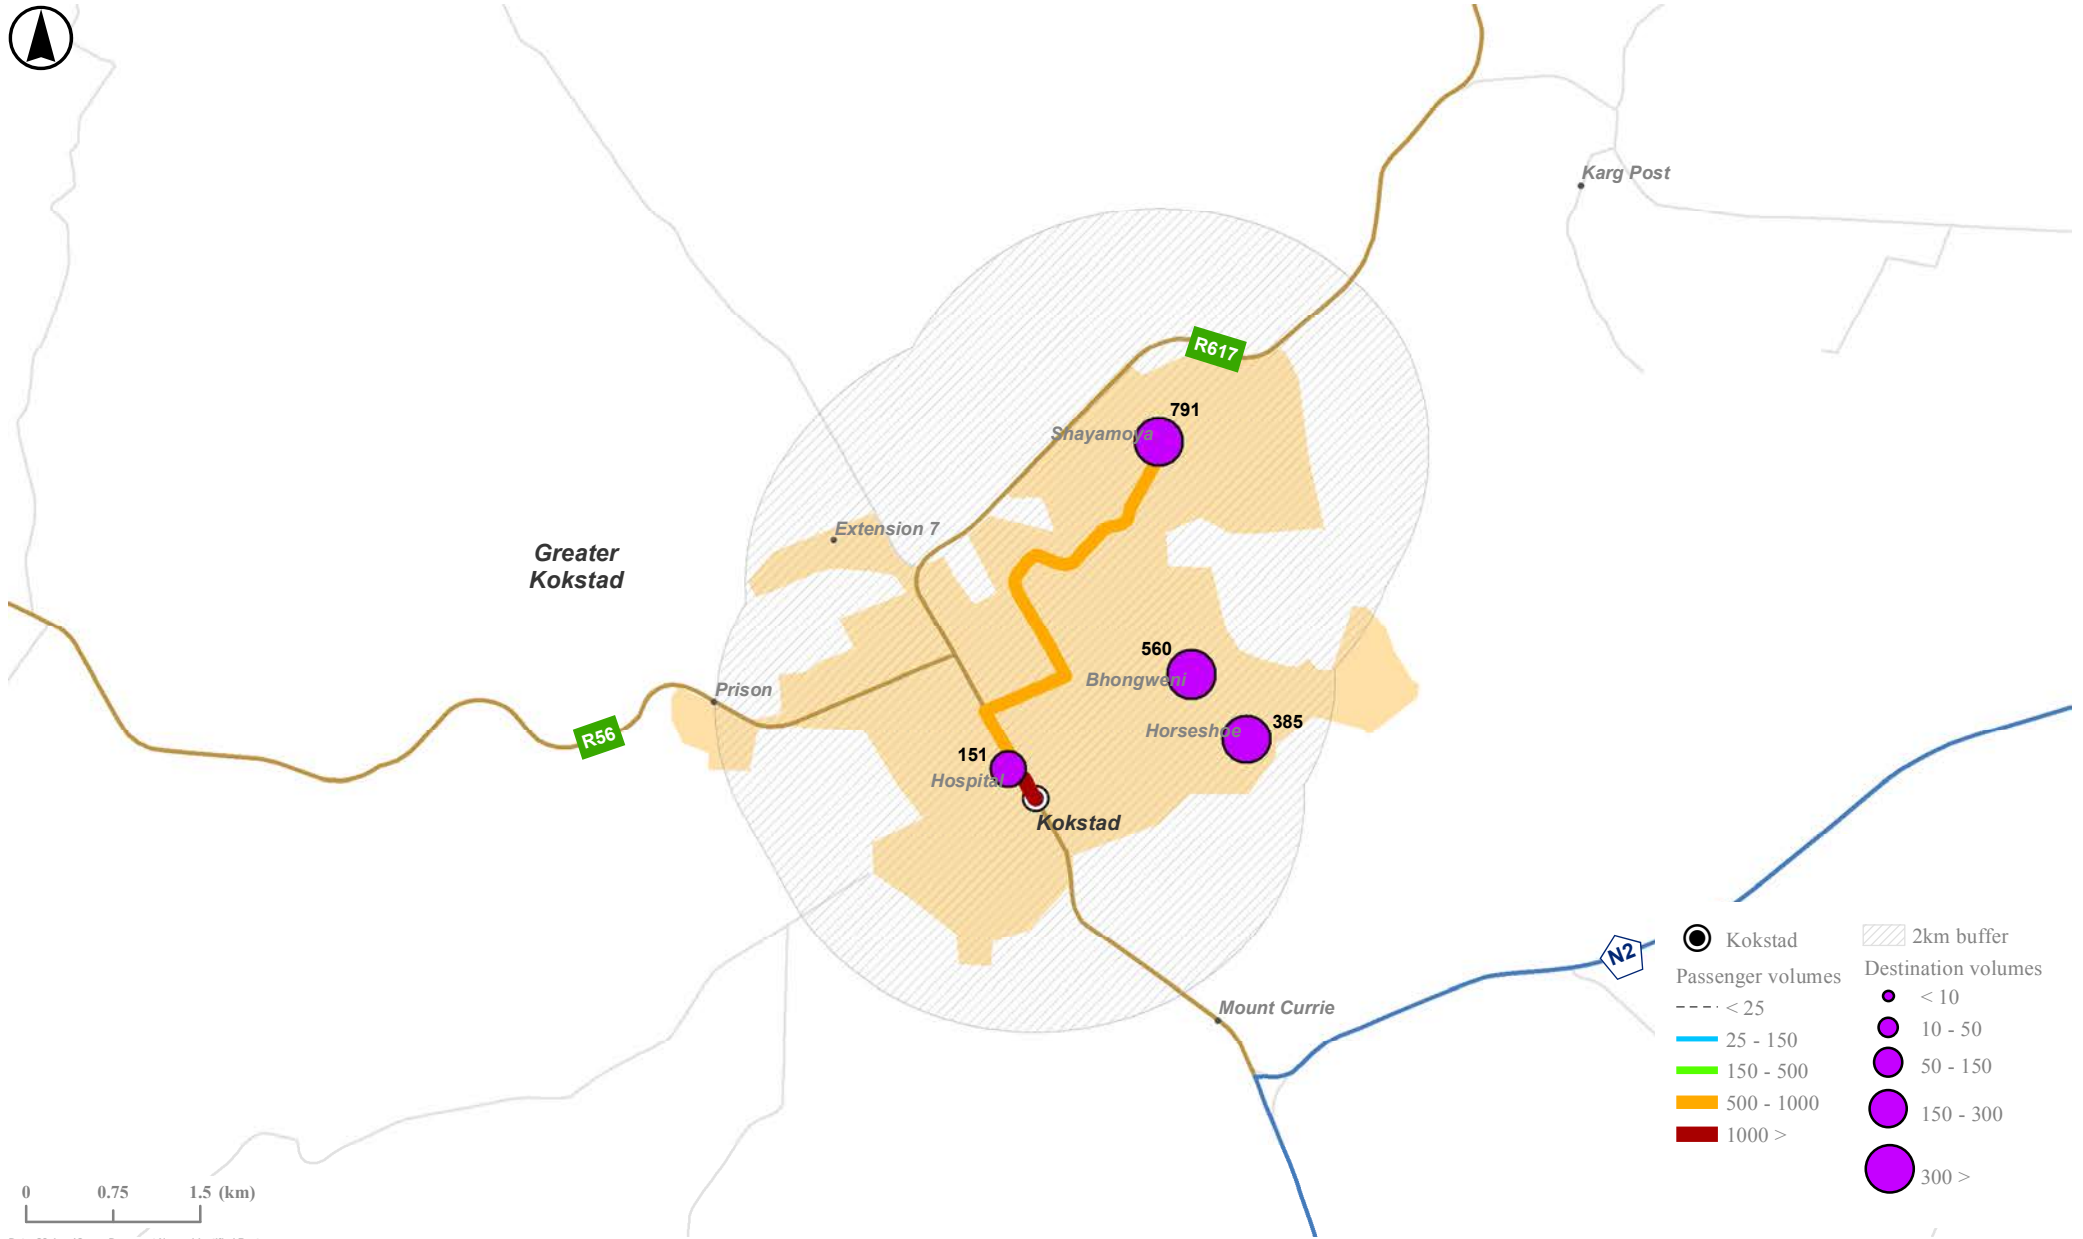 Karg Post
R617
791
Shayamoya
Extension 7
Greater
Kokstad
560
Bhongweni
Prison
385
Horseshoe
R56
151
Hospital
Kokstad
Mount Currie
N2
Kokstad
Passenger volumes
< 25
25 - 150
150 - 500
500 - 1000
1000 >
2km buffer
Destination volumes
< 10
10 - 50
50 - 150
150 - 300
300 >
0 0.75 1.5 (km)